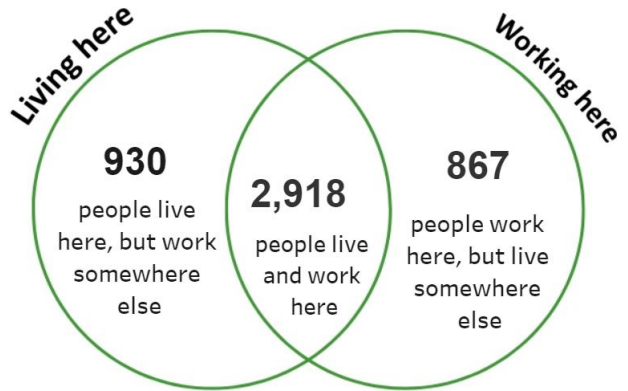 Living here
Working here
930
people live
here, but work
somewhere
else
2,918
people live
and work
here
867
people work
here, but live
somewhere
else